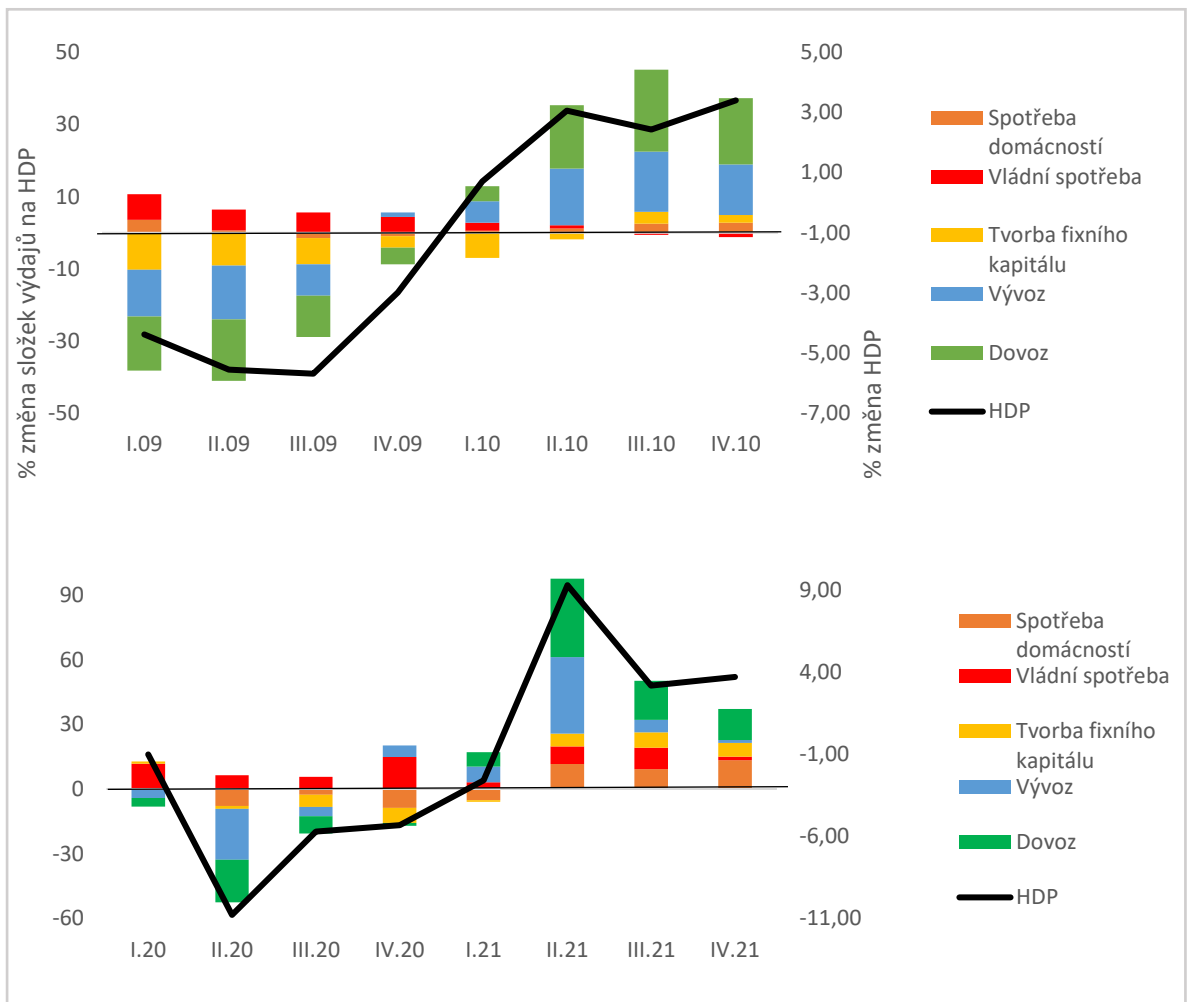 % změna složek výdajů na HDP
50
30
10
-10
-30
-50
5,00
3,00
1,00
-1,00
-3,00
-5,00
-7,00
% změna HDP
I.09 II.09 III.09 IV.09 I.10 II.10 III.10 IV.10
Spotřeba
domácností
Vládní spotřeba
Tvorba fixního
kapitálu
Vývoz
Dovoz
HDP
90
60
30
0
-30
-60
9,00
4,00
-1,00
-6,00
-11,00
I.20 II.20 III.20 IV.20 I.21 II.21 III.21 IV.21
Spotřeba
domácností
Vládní spotřeba
Tvorba fixního
kapitálu
Vývoz
Dovoz
HDP